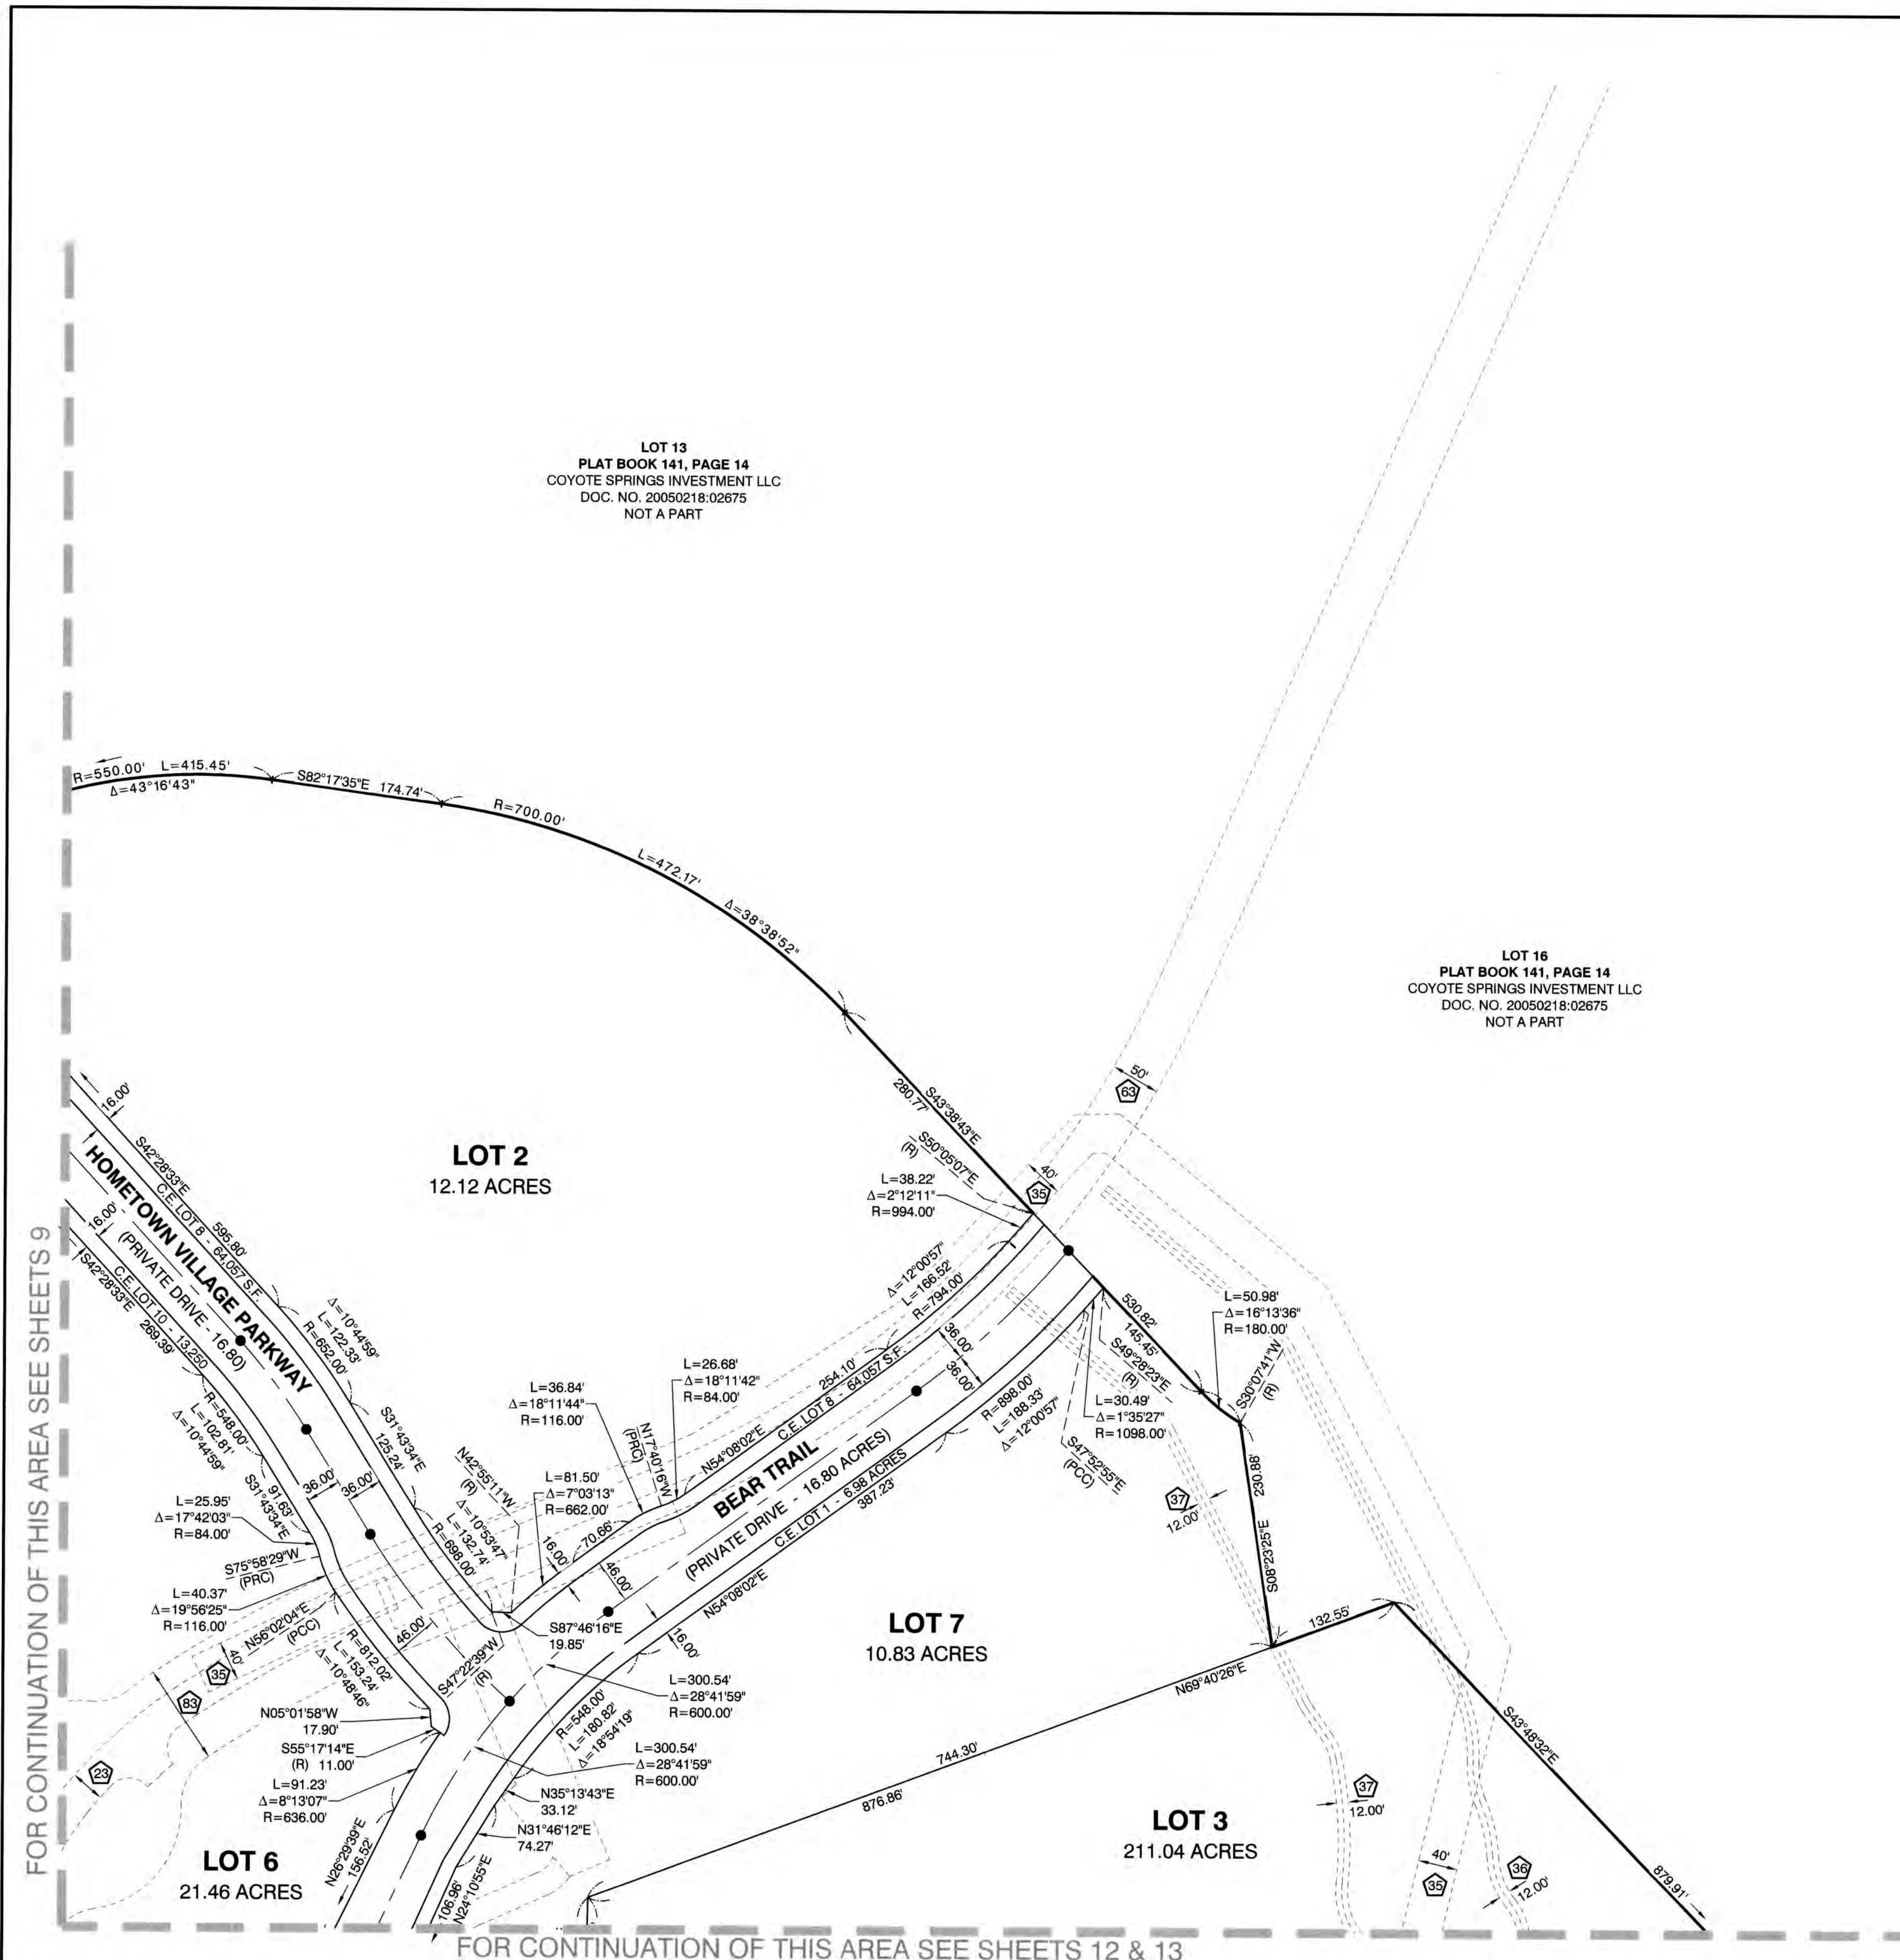 LOT 13
PLAT BOOK 141, PAGE 14
COYOTE SPRINGS INVESTMENT LLC
DOC. NO. 20050218:02675
NOT A PART
R=550.00' L=415.45'
Δ=43°16'43"
S82°17'35"E 174.74'
R=700.00'
L=472.17'
Δ=38°38'52"
LOT 16
PLAT BOOK 141, PAGE 14
COYOTE SPRINGS INVESTMENT LLC
DOC. NO. 20050218:02675
NOT A PART
50'
63
S43°38'43"E
280.77'
S50°05'07"E
(R)
40'
35
L=38.22'
Δ=2°12'11"
R=994.00'
LOT 2
12.12 ACRES
16.00'
S42°28'33"E
595.80'
C.E. LOT 8 - 64,057 S.F.
HOMETOWN VILLAGE PARKWAY
(PRIVATE DRIVE - 16.80)
16.00'
C.E. LOT 10 - 13,250
S42°28'33"E
269.39'
Δ=10°44'59"
L=122.33'
R=652.00'
Δ=12°00'57"
L=166.52'
R=794.00'
530.82'
145.45'
L=50.98'
Δ=16°13'36"
R=180.00'
S30°07'41"W
(R)
S49°28'23"E
(R)
L=30.49'
Δ=1°35'27"
R=1098.00'
S47°52'55"E
(PCC)
36.00'
36.00'
R=898.00'
L=188.33'
Δ=12°00'57"
254.10'
C.E. LOT 8 - 64,057 S.F.
N54°08'02"E
L=26.68'
Δ=18°11'42"
R=84.00'
L=36.84'
Δ=18°11'44"
R=116.00'
N17°40'16"W
(PRC)
BEAR TRAIL
(PRIVATE DRIVE - 16.80 ACRES)
C.E. LOT 1 - 6.98 ACRES
387.23'
N54°08'02"E
R=548.00'
L=102.81'
Δ=10°44'59"
S31°43'34"E
125.24'
36.00'
36.00'
91.63'
S31°43'34"E
L=25.95'
Δ=17°42'03"
R=84.00'
S75°58'29"W
(PRC)
L=40.37'
Δ=19°56'25"
R=116.00'
N56°02'04"E
(PCC)
N42°55'11"W
(R)
Δ=10°53'47"
L=132.74'
R=698.00'
L=81.50'
Δ=7°03'13"
R=662.00'
16.00'
70.66'
46.00'
16.00'
S87°46'16"E
19.85'
S47°22'39"W
(R)
46.00'
R=812.02'
L=153.24'
Δ=10°48'46"
40'
35
83
23
N05°01'58"W
17.90'
S55°17'14"E
(R) 11.00'
L=91.23'
Δ=8°13'07"
R=636.00'
L=300.54'
Δ=28°41'59"
R=600.00'
R=548.00'
L=180.82'
Δ=18°54'19"
L=300.54'
Δ=28°41'59"
R=600.00'
N35°13'43"E
33.12'
N31°46'12"E
74.27'
N26°29'39"E
156.52'
106.96'
N24°10'55"E
LOT 6
21.46 ACRES
LOT 7
10.83 ACRES
37
12.00'
230.88'
S08°23'25"E
132.55'
N69°40'26"E
744.30'
876.86'
S43°48'32"E
879.91'
LOT 3
211.04 ACRES
37
12.00'
40'
35
36
12.00'
FOR CONTINUATION OF THIS AREA SEE SHEETS 9
FOR CONTINUATION OF THIS AREA SEE SHEETS 12 & 13